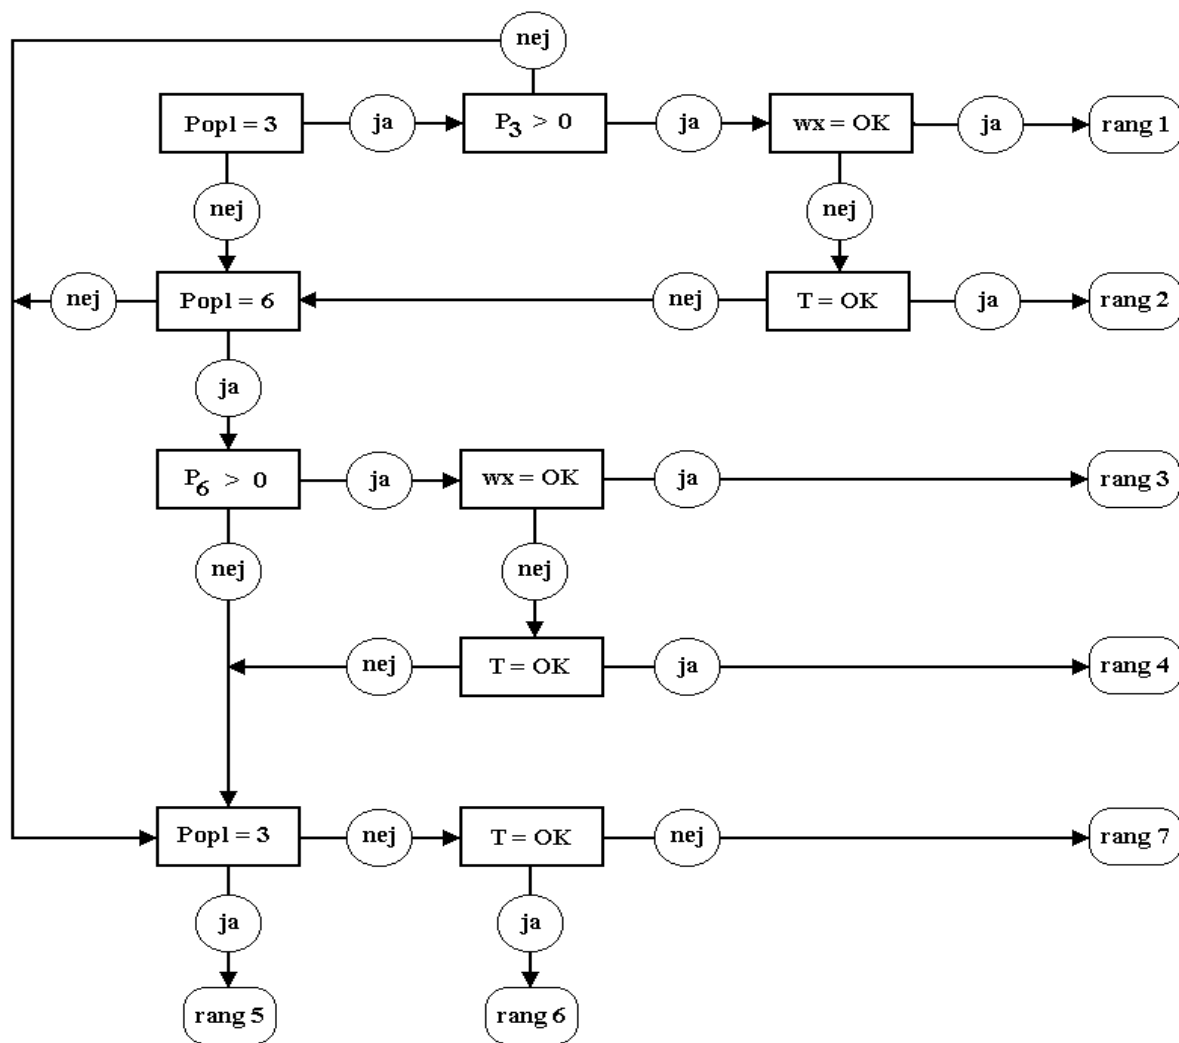 nej
Popl = 3 ja P3 > 0 ja wx = OK ja rang 1
nej nej
nej Popl = 6 nej T = OK ja rang 2
ja
P6 > 0 ja wx = OK ja rang 3
nej nej
nej T = OK ja rang 4
Popl = 3 nej T = OK nej rang 7
ja ja
rang 5 rang 6